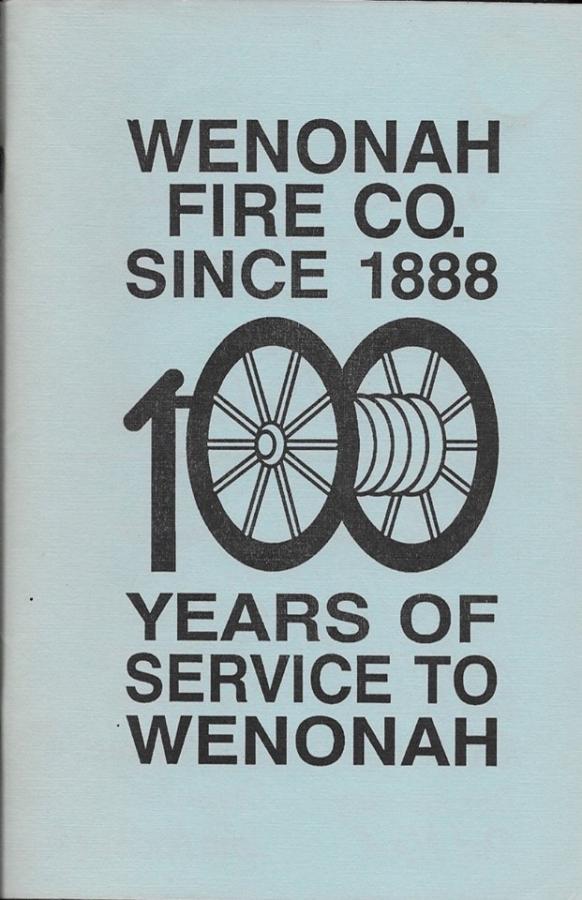 WENONAH
FIRE CO.
SINCE 1888
100
YEARS OF
SERVICE TO
WENONAH